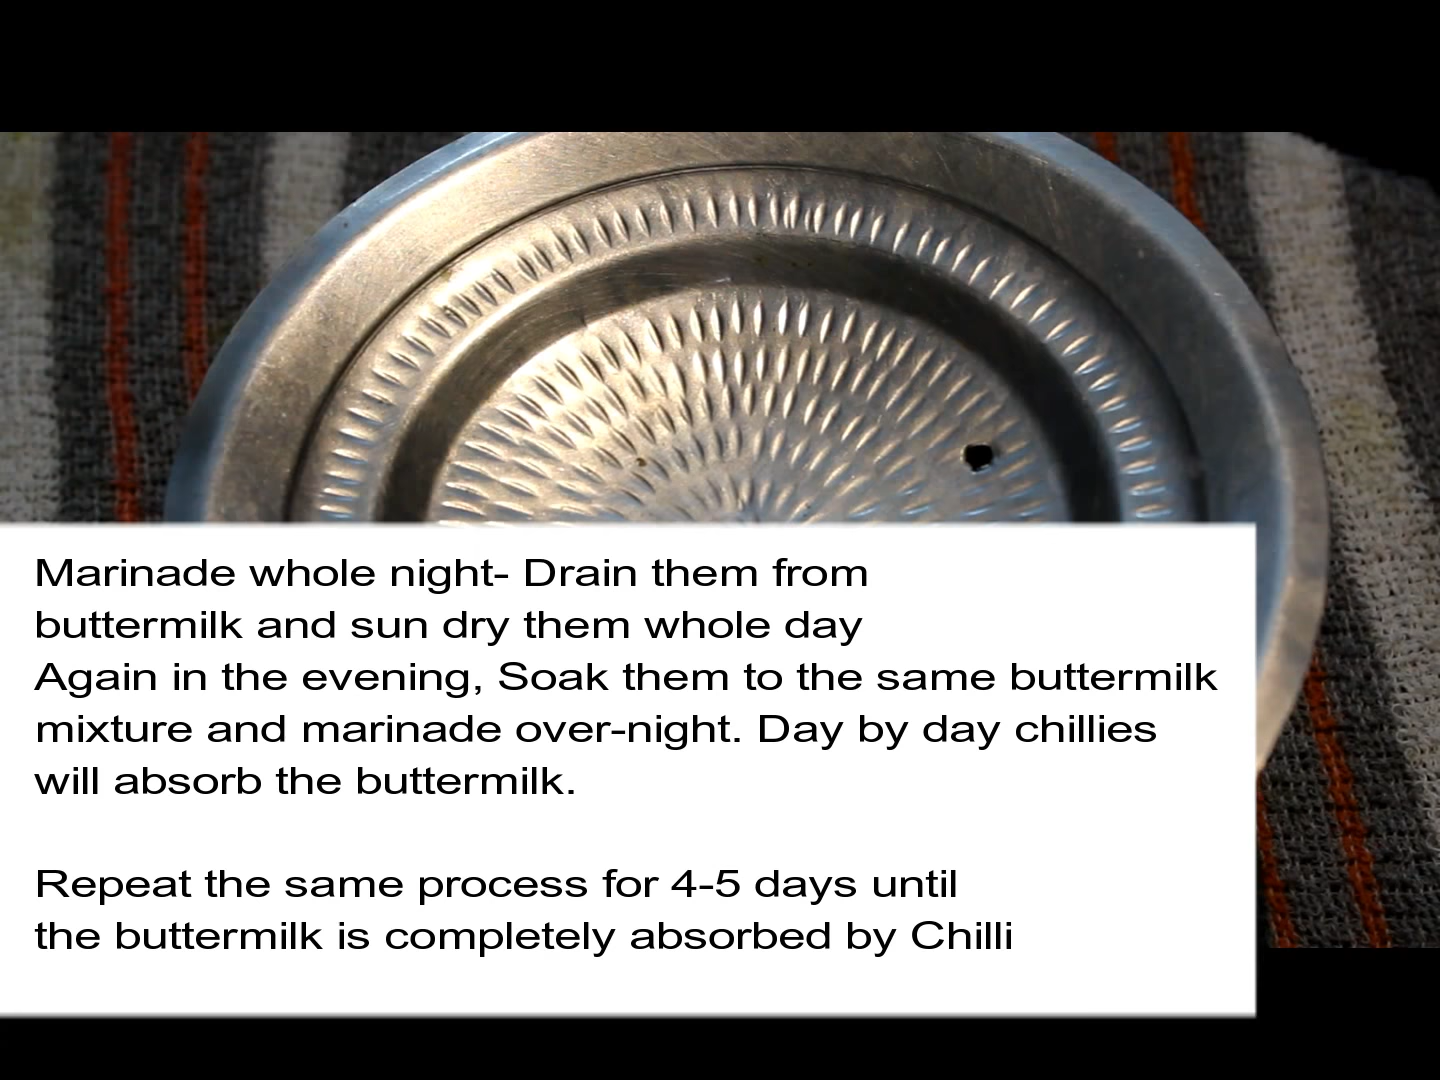 Marinade whole night- Drain them from
buttermilk and sun dry them whole day
Again in the evening, Soak them to the same buttermilk
mixture and marinade over-night. Day by day chillies
will absorb the buttermilk.
Repeat the same process for 4-5 days until
the buttermilk is completely absorbed by Chilli